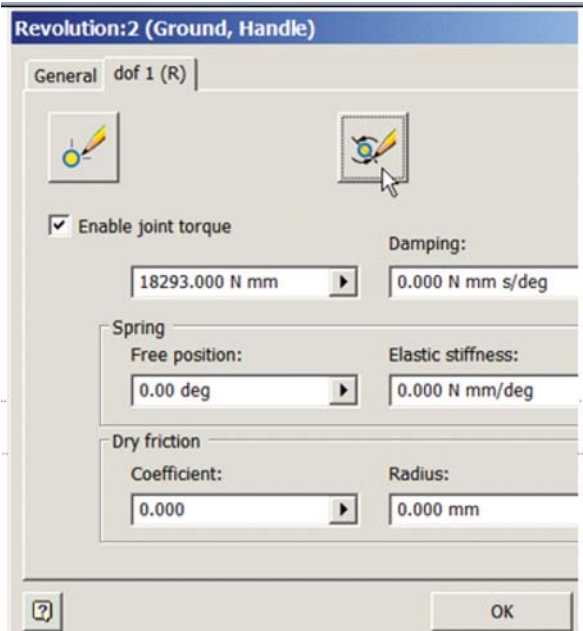 Revolution:2 (Ground, Handle)
General dof 1 (R)
Enable joint torque
Damping:
18293.000 N mm 0.000 N mm s/deg
Spring
Free position: Elastic stiffness:
0.00 deg 0.000 N mm/deg
Dry friction
Coefficient: Radius:
0.000 0.000 mm
? OK